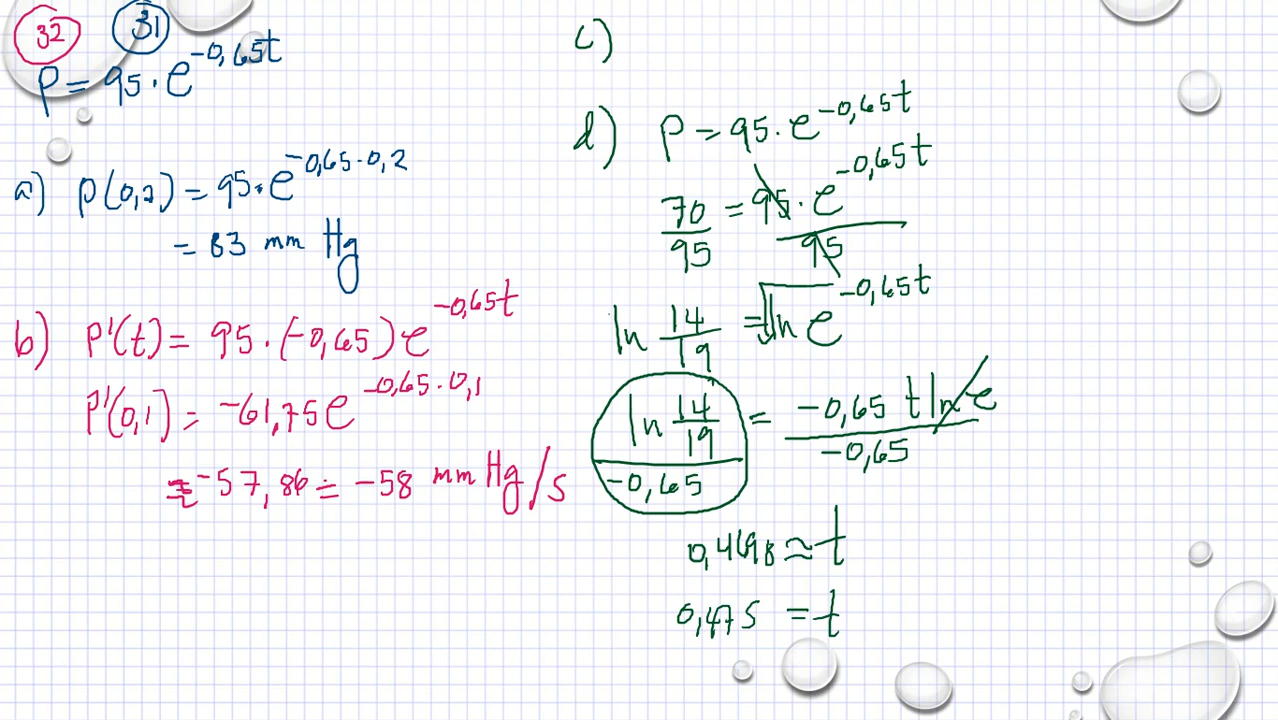 32 31
P = 95 · e^-0,65t
a) P(0,2) = 95 · e^-0,65·0,2
= 83 mm Hg
b) P'(t) = 95 · (-0,65) e^-0,65t
P'(0,1) = -61,75e^-0,65·0,1
= -57,86 = -58 mm Hg/s
c)
d) P = 95 · e^-0,65t
70/95 = 95 · e^-0,65t/95
ln 14/19 = ln e^-0,65t
ln 14/19/-0,65 = -0,65 t ln e/-0,65
0,4698 ≈ t
0,47s = t